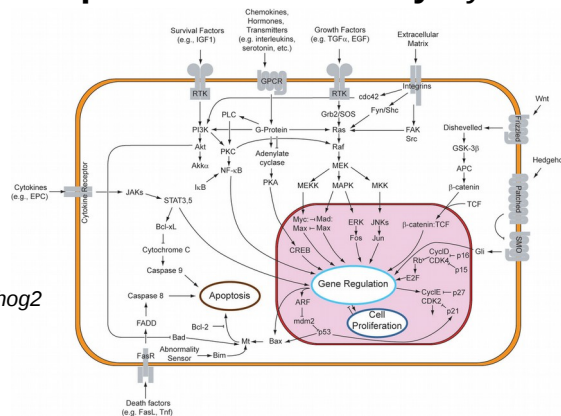 Chemokines,
Hormones,
Transmitters
(e.g., interleukins,
serotonin, etc.)
Survival Factors
(e.g., IGF1)
Growth Factors
(e.g. TGFα, EGF)
Extracellular
Matrix
RTK
GPCR
RTK
Integrins
cdc42
Wnt
PLC
Grb2/SOS
Fyn/Shc
Frizzled
PI3K
G-Protein
Ras
FAK
Src
Dishevelled
Akt
PKC
Adenylate
cyclase
Raf
GSK-3β
Hedgehog
Akkα
NF-κB
MEK
APC
IκB
PKA
MEKK
MAPK
MKK
β-catenin
Patched
Cytokines
(e.g., EPC)
Cytokine Receptor
JAKs
STAT3,5
TCF
Myc:
Mad:
Max
Max
ERK
Fos
JNKs
Jun
β-catenin:TCF
SMO
Bcl-xL
CREB
CycID
p16
Rb
CDK4
p15
Gli
Cytochrome C
Gene Regulation
E2F
Caspase 9
CyclE
p27
CDK2
p21
nog2
Caspase 8
Apoptosis
ARF
Cell
Proliferation
mdm2
FADD
Bcl-2
p53
Bad
Mt
Bax
FasR
Abnormality
Sensor
Bim
Death factors
(e.g. FasL, Tnf)